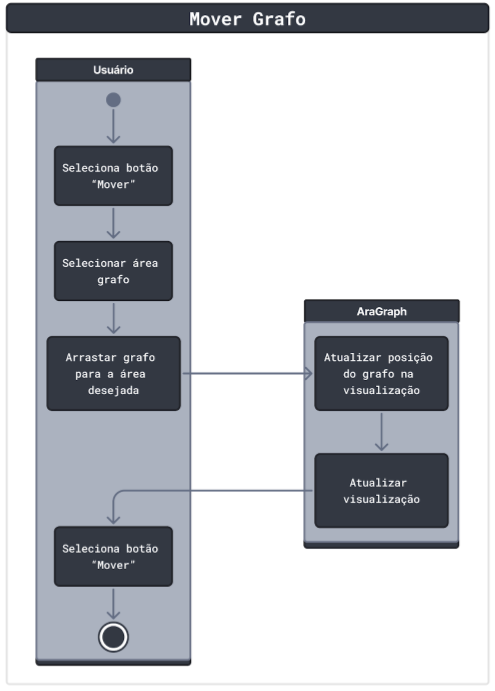 Mover Grafo
Usuário
Seleciona botão
“Mover"
Selecionar área
grafo
Arrastar grafo
para a área
desejada
AraGraph
Atualizar posição
do grafo na
visualização
Atualizar
visualização
Seleciona botão
“Mover"